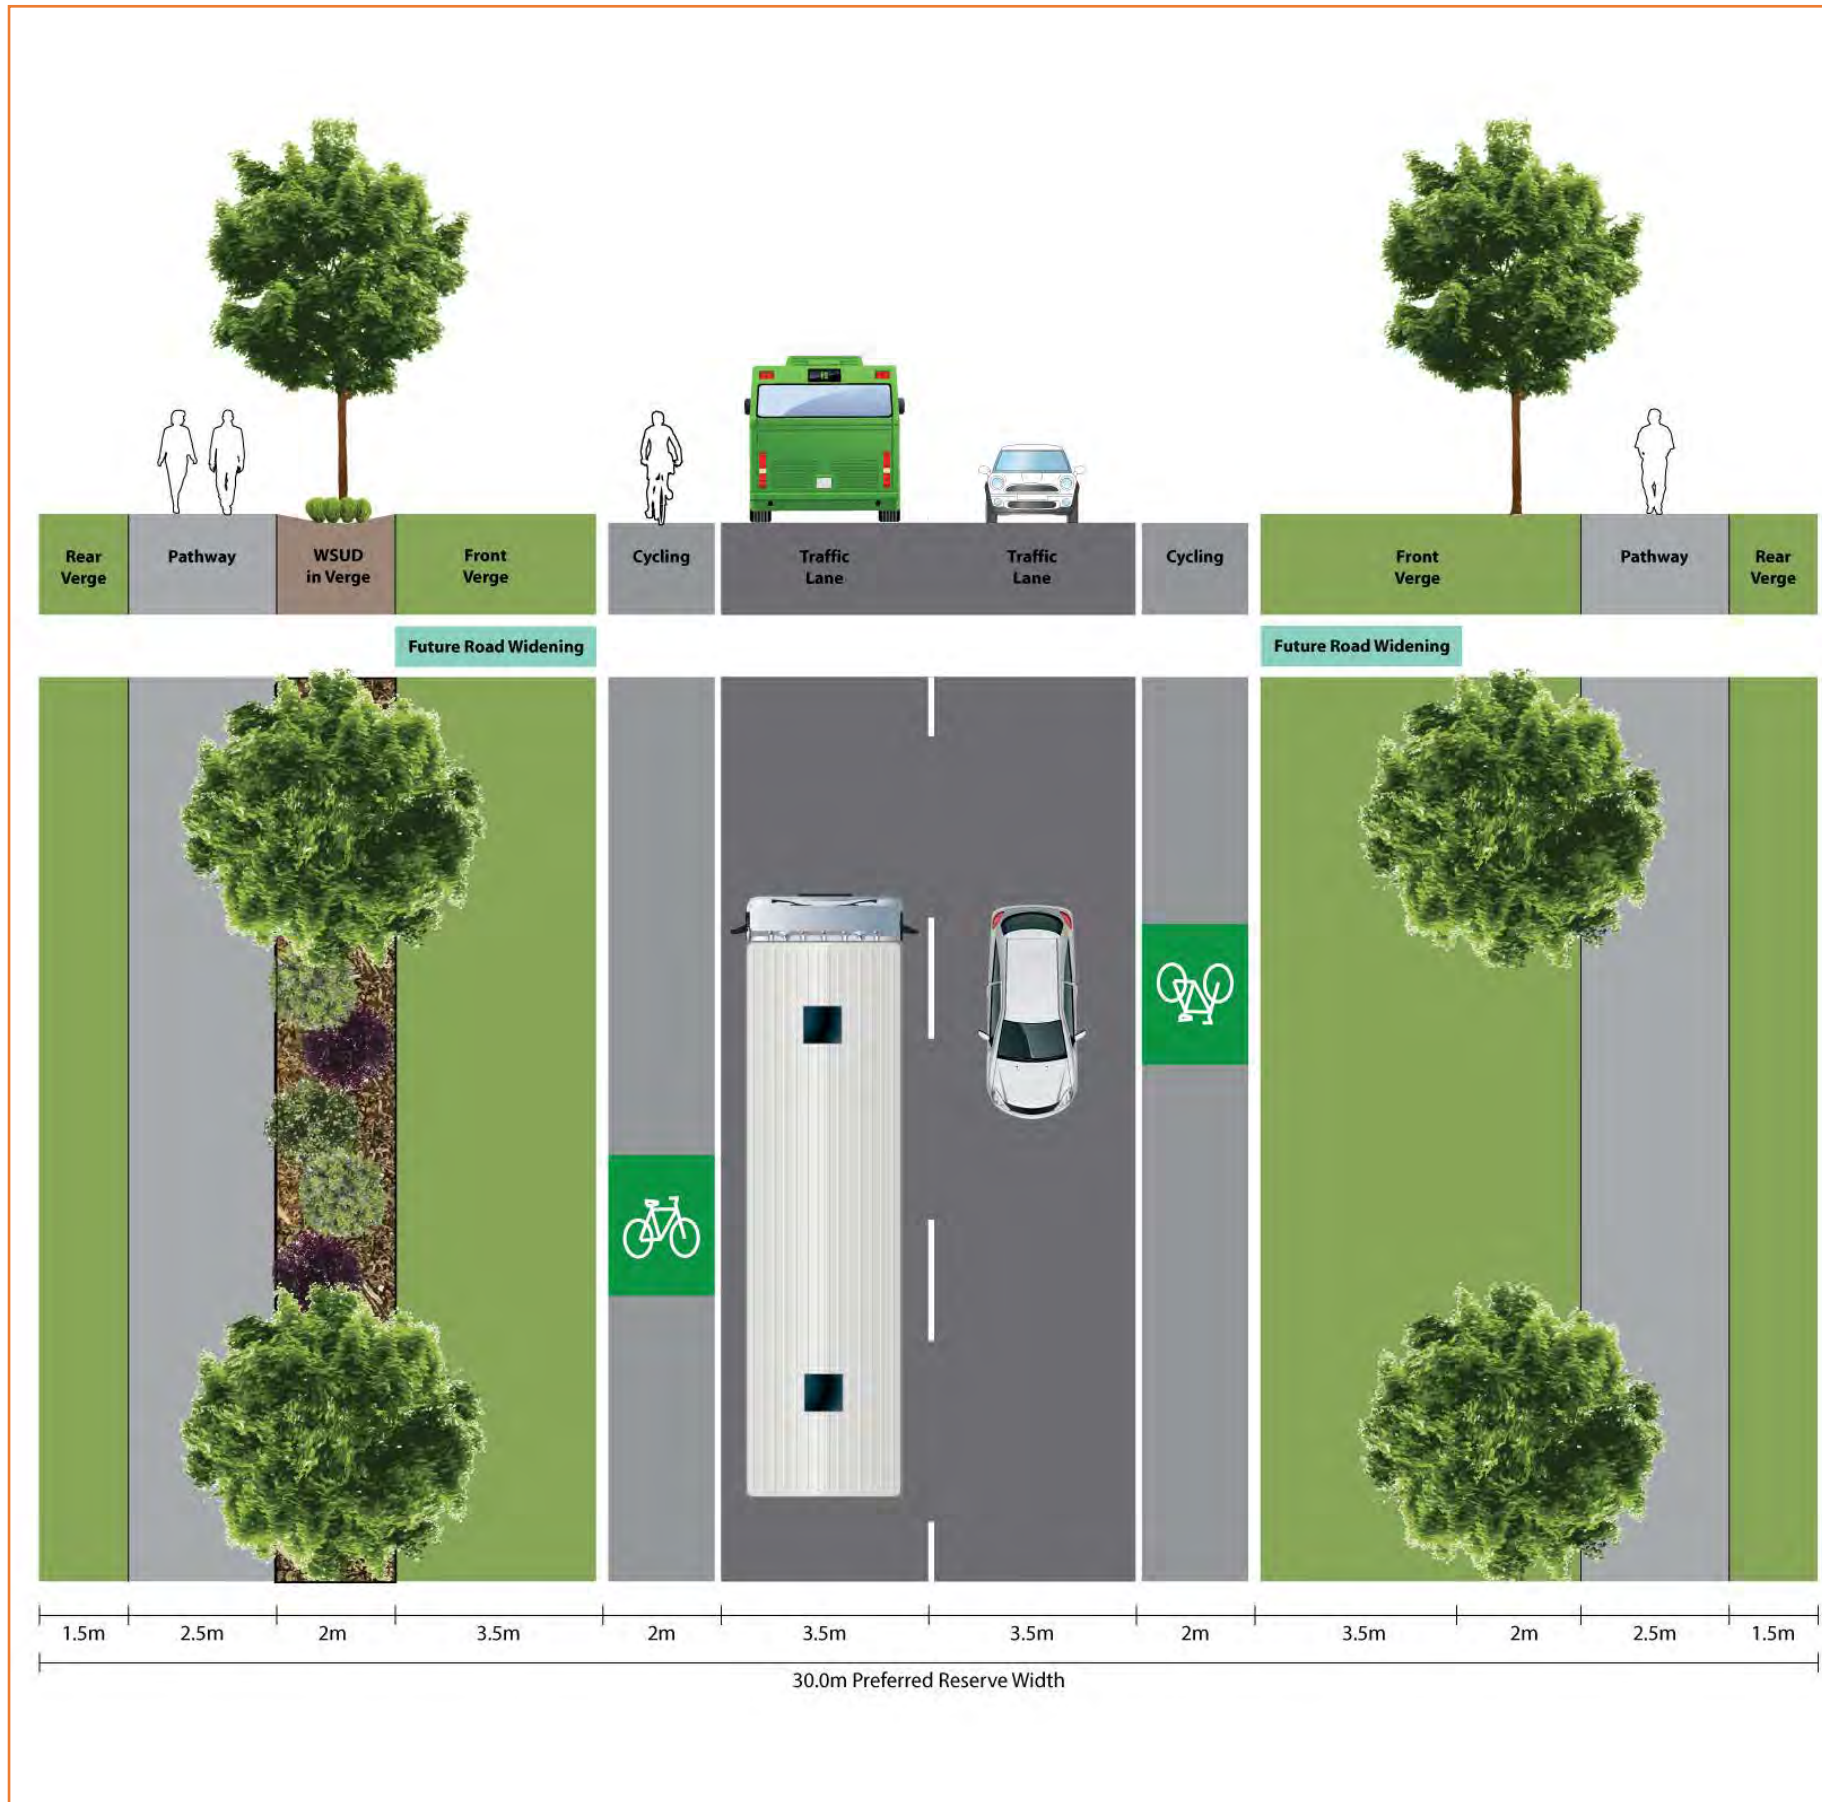 Rear
Verge
Pathway
WSUD
in Verge
Front
Verge
Cycling
Traffic
Lane
Traffic
Lane
Cycling
Front
Verge
Pathway
Rear
Verge
Future Road Widening
Future Road Widening
1.5m
2.5m
2m
3.5m
2m
3.5m
3.5m
2m
3.5m
2m
2.5m
1.5m
30.0m Preferred Reserve Width